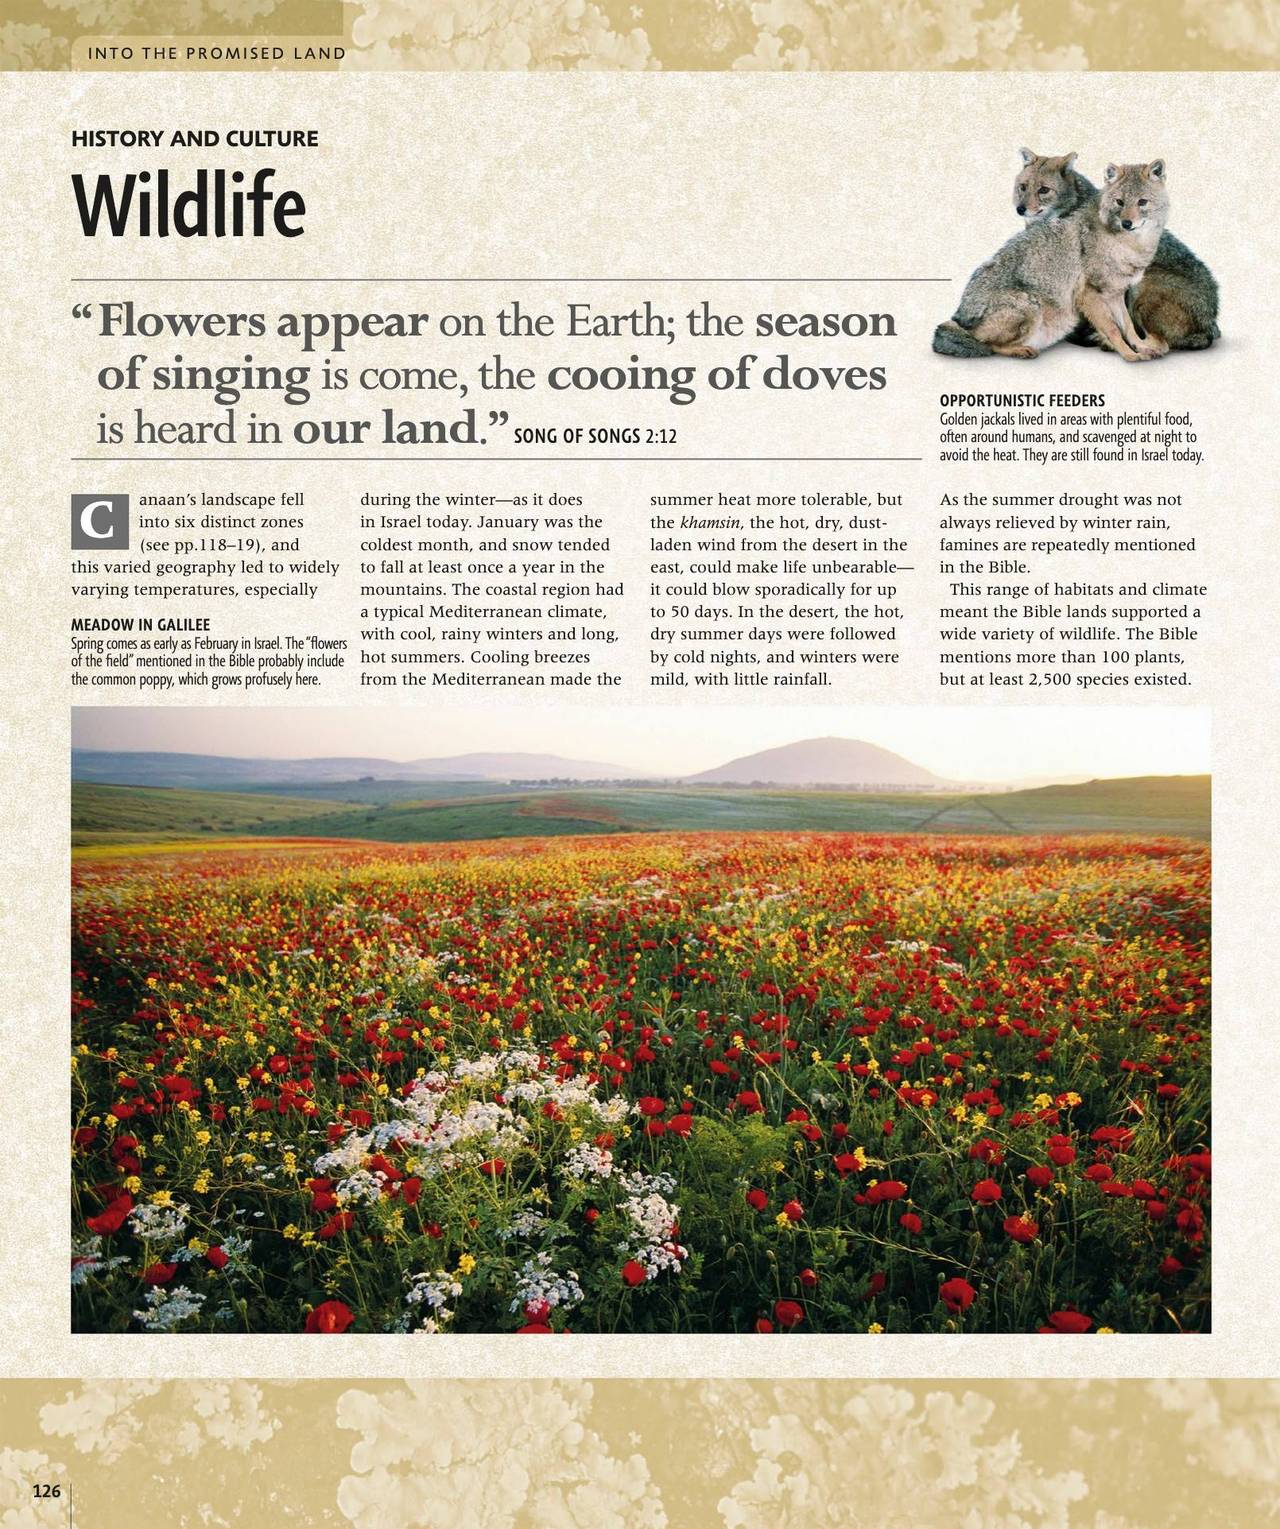 INTO THE PROMISED LAND
HISTORY AND CULTURE
Wildlife
“Flowers appear on the Earth; the season
of singing is come, the cooing of doves
is heard in our land.” SONG OF SONGS 2:12
OPPORTUNISTIC FEEDERS
Golden jackals lived in areas with plentiful food,
often around humans, and scavenged at night to
avoid the heat. They are still found in Israel today.
Canaan’s landscape fell
into six distinct zones
(see pp.118–19), and
this varied geography led to widely
varying temperatures, especially
during the winter—as it does
in Israel today. January was the
coldest month, and snow tended
to fall at least once a year in the
mountains. The coastal region had
a typical Mediterranean climate,
with cool, rainy winters and long,
hot summers. Cooling breezes
from the Mediterranean made the
summer heat more tolerable, but
the khamsin, the hot, dry, dust-
laden wind from the desert in the
east, could make life unbearable—
it could blow sporadically for up
to 50 days. In the desert, the hot,
dry summer days were followed
by cold nights, and winters were
mild, with little rainfall.
As the summer drought was not
always relieved by winter rain,
famines are repeatedly mentioned
in the Bible.
This range of habitats and climate
meant the Bible lands supported a
wide variety of wildlife. The Bible
mentions more than 100 plants,
but at least 2,500 species existed.
MEADOW IN GALILEE
Spring comes as early as February in Israel. The “flowers
of the field” mentioned in the Bible probably include
the common poppy, which grows profusely here.
126